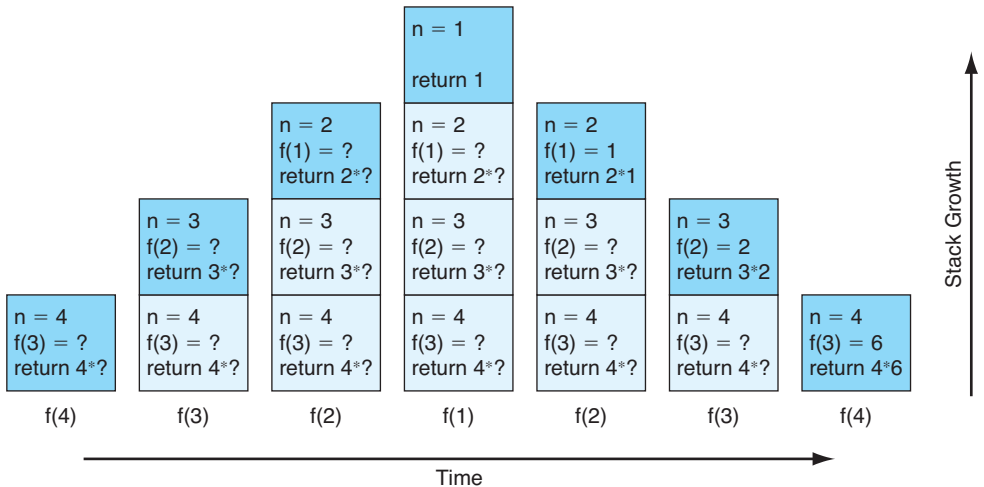 n = 4
f(3) = ?
return 4*?
f(4)
n = 3
f(2) = ?
return 3*?
n = 4
f(3) = ?
return 4*?
f(3)
n = 2
f(1) = ?
return 2*?
n = 3
f(2) = ?
return 3*?
n = 4
f(3) = ?
return 4*?
f(2)
n = 1
return 1
n = 2
f(1) = ?
return 2*?
n = 3
f(2) = ?
return 3*?
n = 4
f(3) = ?
return 4*?
f(1)
n = 2
f(1) = 1
return 2*1
n = 3
f(2) = ?
return 3*?
n = 4
f(3) = ?
return 4*?
f(2)
n = 3
f(2) = 2
return 3*2
n = 4
f(3) = ?
return 4*?
f(3)
n = 4
f(3) = 6
return 4*6
f(4)
Stack Growth
Time